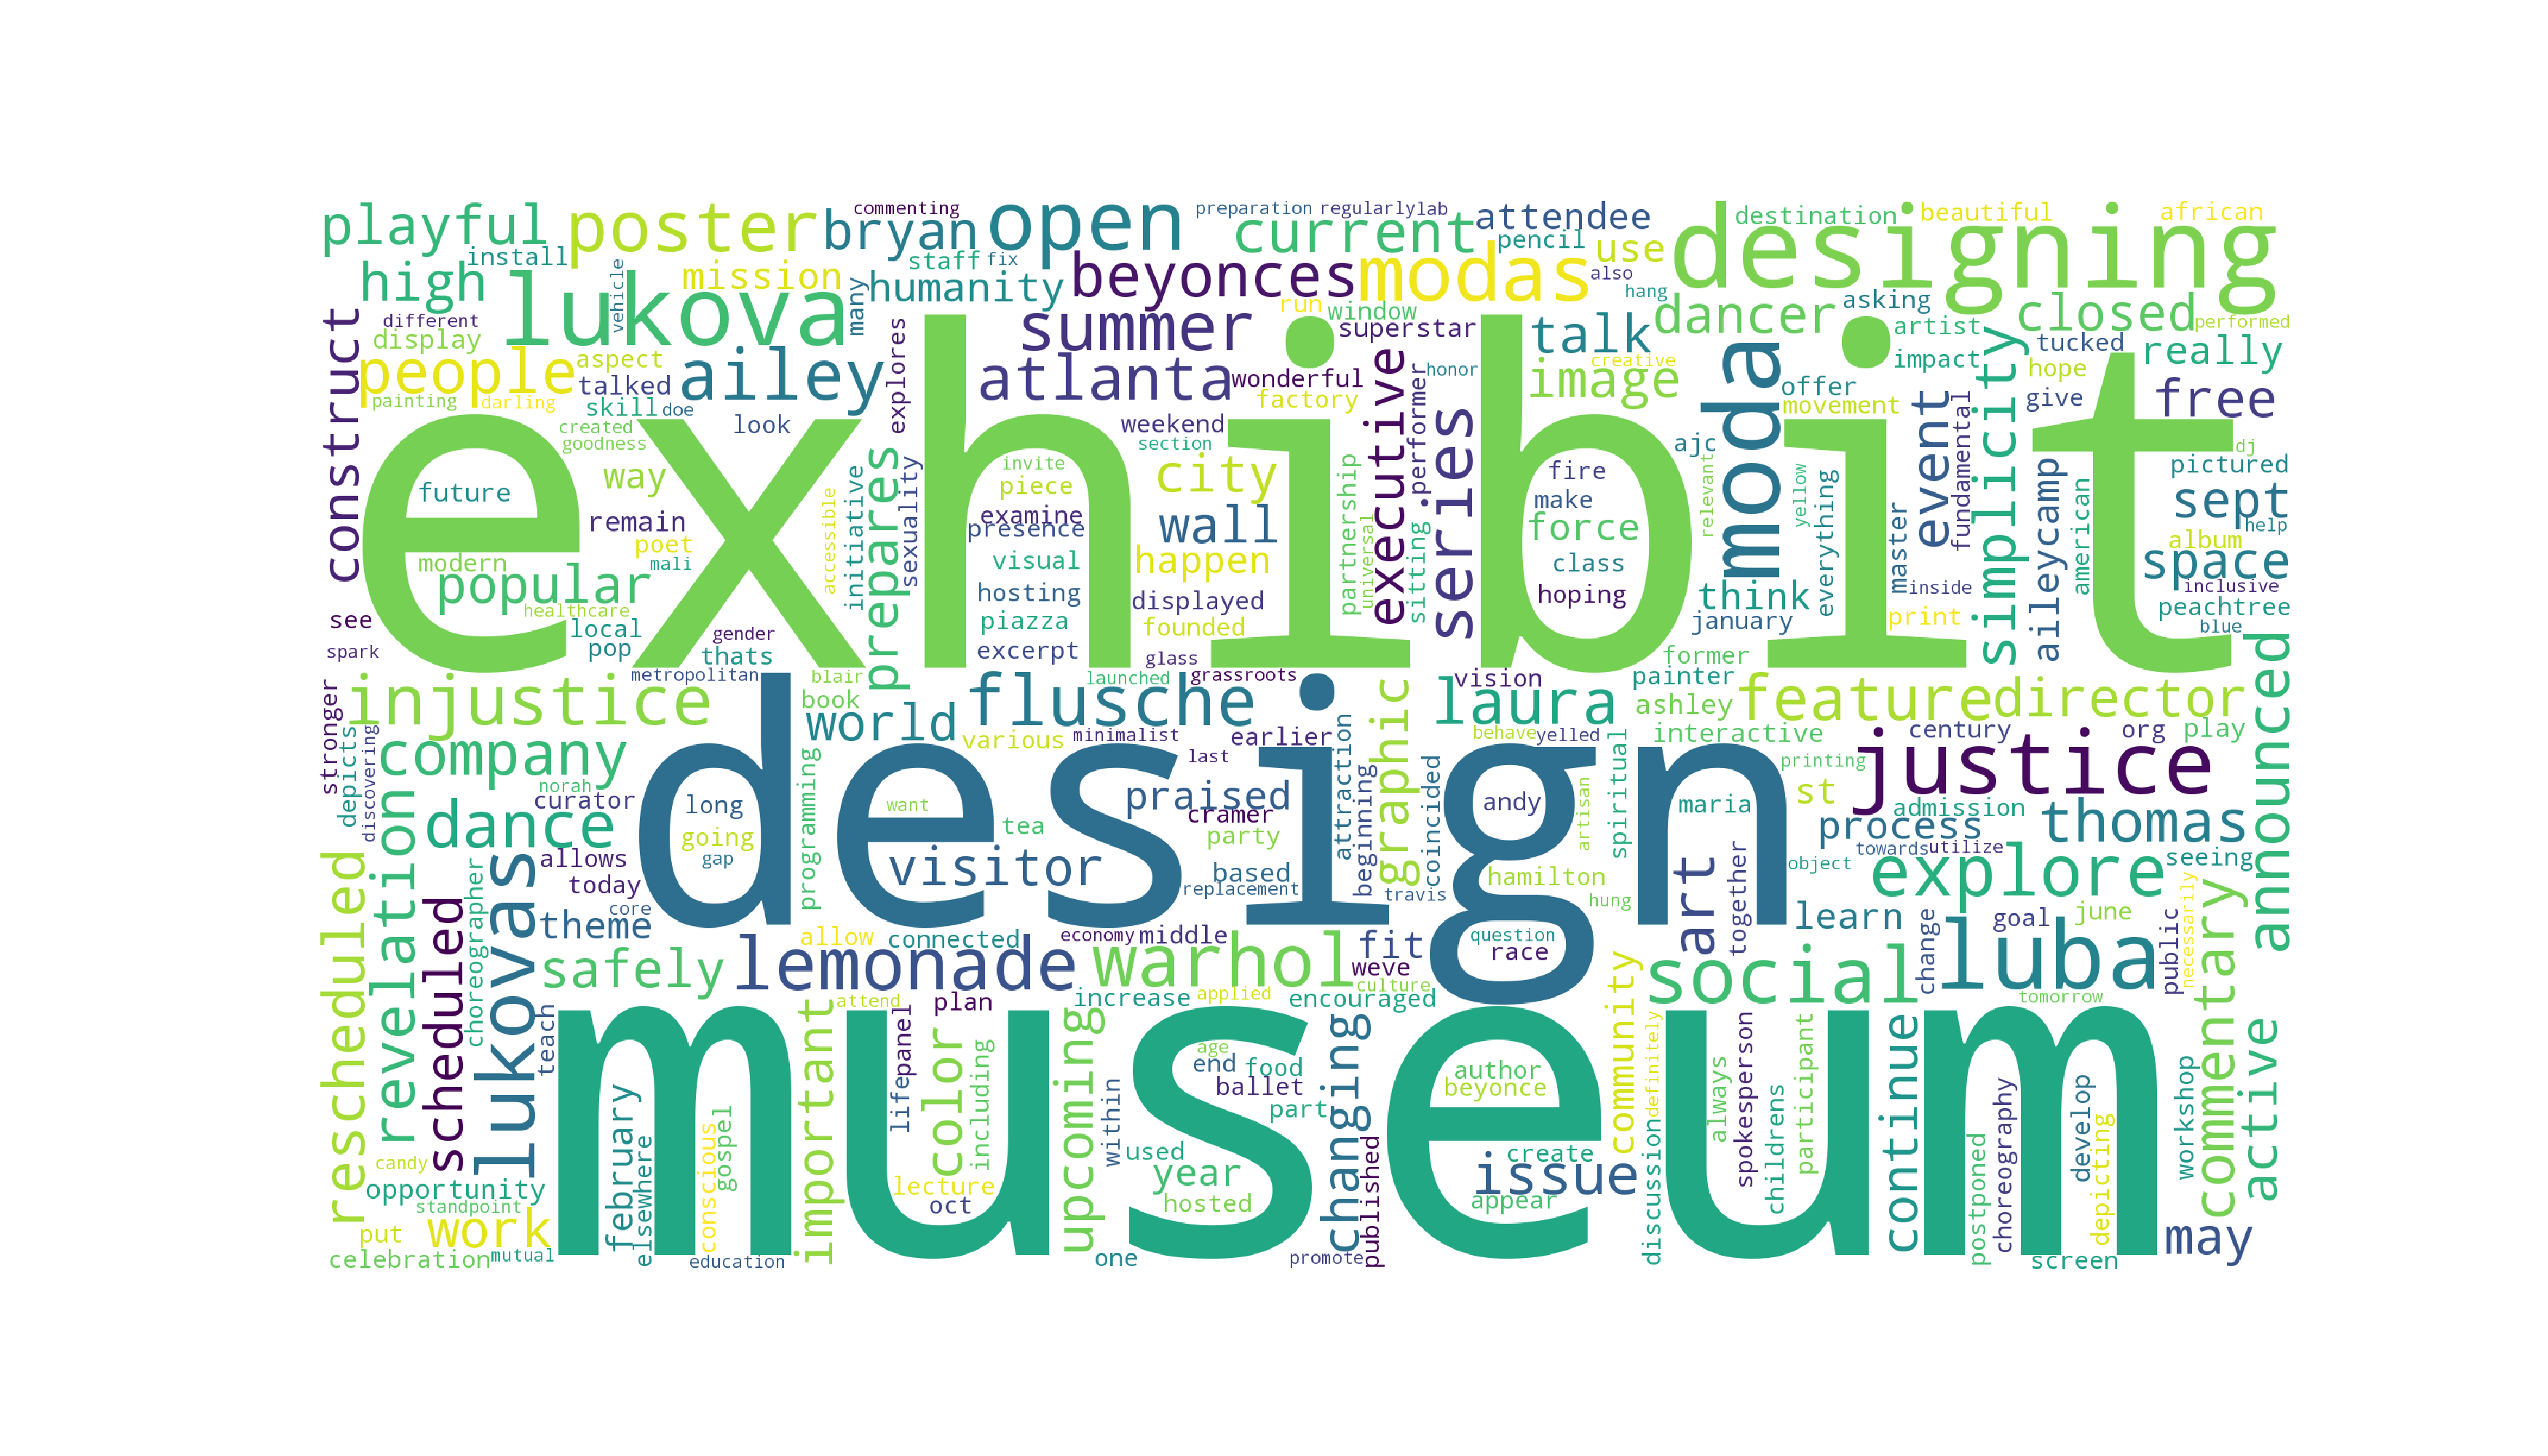 commenting
preparation
regularly
lab
playful
poster
bryan
open
current
attendee
destination
beautiful
african
designing
install
staff
fix
pencil
use
high
lukova
mission
humanity
beyonces
modas
also
hang
vehicle
many
different
display
construct
people
aspect
talked
ailey
explores
summer
atlanta
run
window
superstar
wonderful
factory
honor
talk
image
creative
dancer
asking
artist
impact
closed
performed
tucked
really
moda
offer
movement
simplicity
hope
give
free
painting
darling
skill
doe
created
goodness
look
weekend
section
executive
performer
series
event
fundamental
ajc
dj
exhibit
future
way
remain
modern
poet
popular
mali
healthcare
local
pop
gender
thats
accessible
initiative
prepares
sexuality
invite
piece
examine
presence
visual
hosting
piazza
excerpt
city
wall
happen
displayed
founded
glass
partnership
universal
sitting
fire
make
force
class
hoping
relevant
yellow
everything
think
january
master
inside
print
aileycamp
american
pictured
sept
help
album
space
inclusive
peachtree
blue
see
spark
metropolitan
blair
launched
grassroots
vision
former
painter
stronger
injustice
book
world
flusche
laura
ashley
feature
director
announced
company
depicts
discovering
norah
curator
various
minimalist
earlier
last
attraction
graphic
behave
yelled
interactive
century
org
play
printing
justice
design
long
going
gap
programming
want
tea
praised
cramer
party
beginning
coincided
andy
artisan
spiritual
maria
st
admission
process
thomas
towards
utilize
seeing
object
explore
dance
revelation
rescheduled
scheduled
choreographer
lukovas
allows
today
core
theme
visitor
based
replacement
travis
hamilton
hung
art
together
learn
change
goal
june
necessarily
allow
connected
economy
middle
fit
question
race
weve
culture
safely
lemonade
warhol
social
luba
public
commentary
tomorrow
teach
attend
plan
increase
applied
encouraged
community
definitely
discussion
continue
active
museum
february
elsewhere
conscious
gospel
important
life
panel
color
including
upcoming
within
age
end
food
ballet
part
changing
published
author
beyonce
always
spokesperson
childrens
participant
postponed
choreography
develop
depicting
workshop
candy
opportunity
standpoint
put
work
celebration
mutual
education
lecture
oct
used
year
hosted
one
promote
create
issue
appear
may
screen